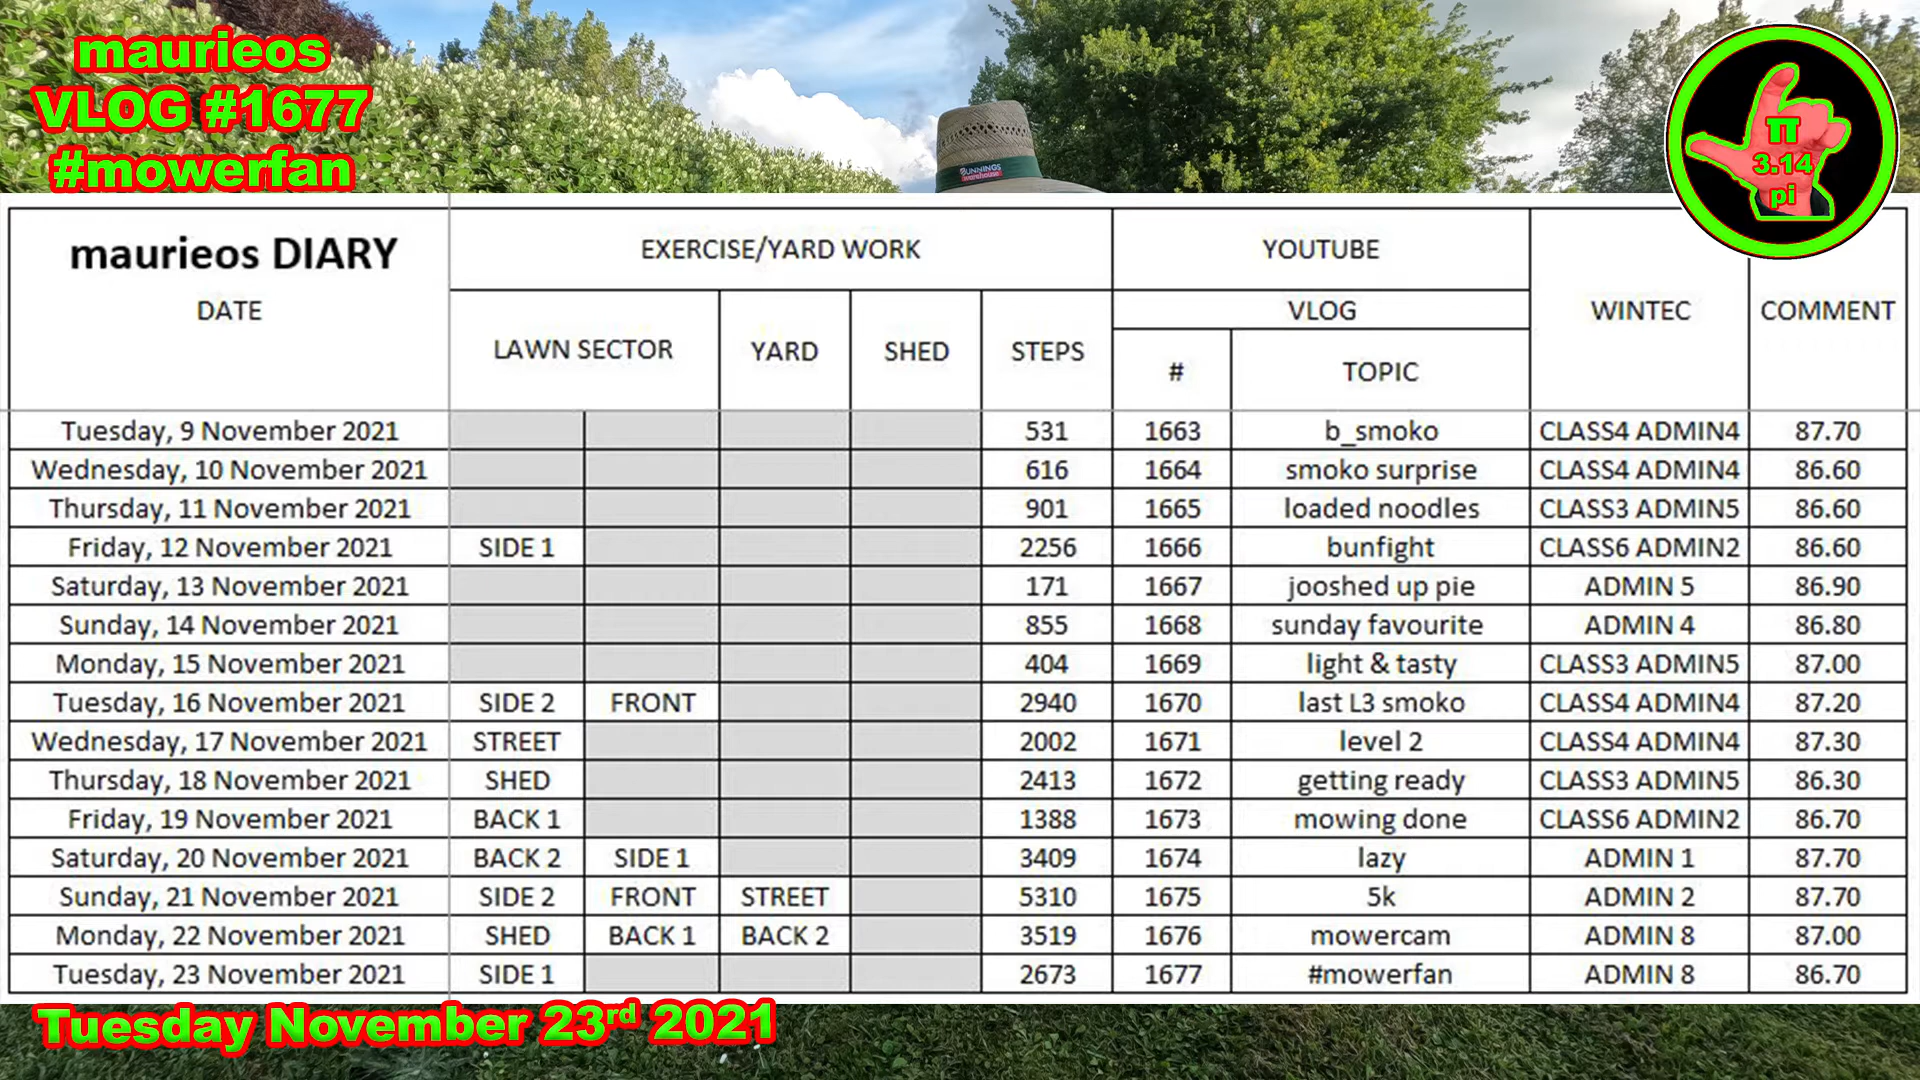 maurieos
VLOG #1677
#mowerfan
BUNNINGS
warehouse
π
3.14
pi
maurieos DIARY
DATE
EXERCISE/YARD WORK
YOUTUBE
WINTEC
COMMENT
LAWN SECTOR
YARD
SHED
STEPS
VLOG
#
TOPIC
Tuesday, 9 November 2021 531 1663 b_smoko CLASS4 ADMIN4 87.70
Wednesday, 10 November 2021 616 1664 smoko surprise CLASS4 ADMIN4 86.60
Thursday, 11 November 2021 901 1665 loaded noodles CLASS3 ADMIN5 86.60
Friday, 12 November 2021 SIDE 1 2256 1666 bunfight CLASS6 ADMIN2 86.60
Saturday, 13 November 2021 171 1667 jooshed up pie ADMIN 5 86.90
Sunday, 14 November 2021 855 1668 sunday favourite ADMIN 4 86.80
Monday, 15 November 2021 404 1669 light & tasty CLASS3 ADMIN5 87.00
Tuesday, 16 November 2021 SIDE 2 FRONT 2940 1670 last L3 smoko CLASS4 ADMIN4 87.20
Wednesday, 17 November 2021 STREET 2002 1671 level 2 CLASS4 ADMIN4 87.30
Thursday, 18 November 2021 SHED 2413 1672 getting ready CLASS3 ADMIN5 86.30
Friday, 19 November 2021 BACK 1 1388 1673 mowing done CLASS6 ADMIN2 86.70
Saturday, 20 November 2021 BACK 2 SIDE 1 3409 1674 lazy ADMIN 1 87.70
Sunday, 21 November 2021 SIDE 2 FRONT STREET 5310 1675 5k ADMIN 2 87.70
Monday, 22 November 2021 SHED BACK 1 BACK 2 3519 1676 mowercam ADMIN 8 87.00
Tuesday, 23 November 2021 SIDE 1 2673 1677 #mowerfan ADMIN 8 86.70
Tuesday November 23rd 2021